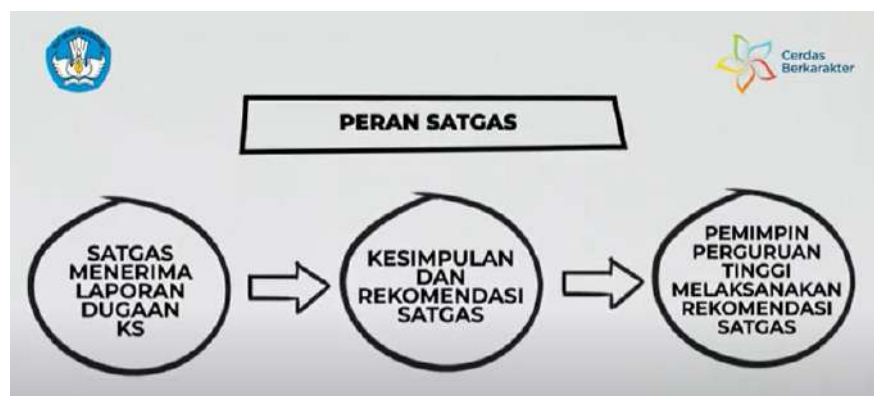 Cerdas
Berkarakter
PERAN SATGAS
SATGAS
MENERIMA
LAPORAN
DUGAAN
KS
KESIMPULAN
DAN
REKOMENDASI
SATGAS
PEMIMPIN
PERGURUAN
TINGGI
MELAKSANAKAN
REKOMENDASI
SATGAS